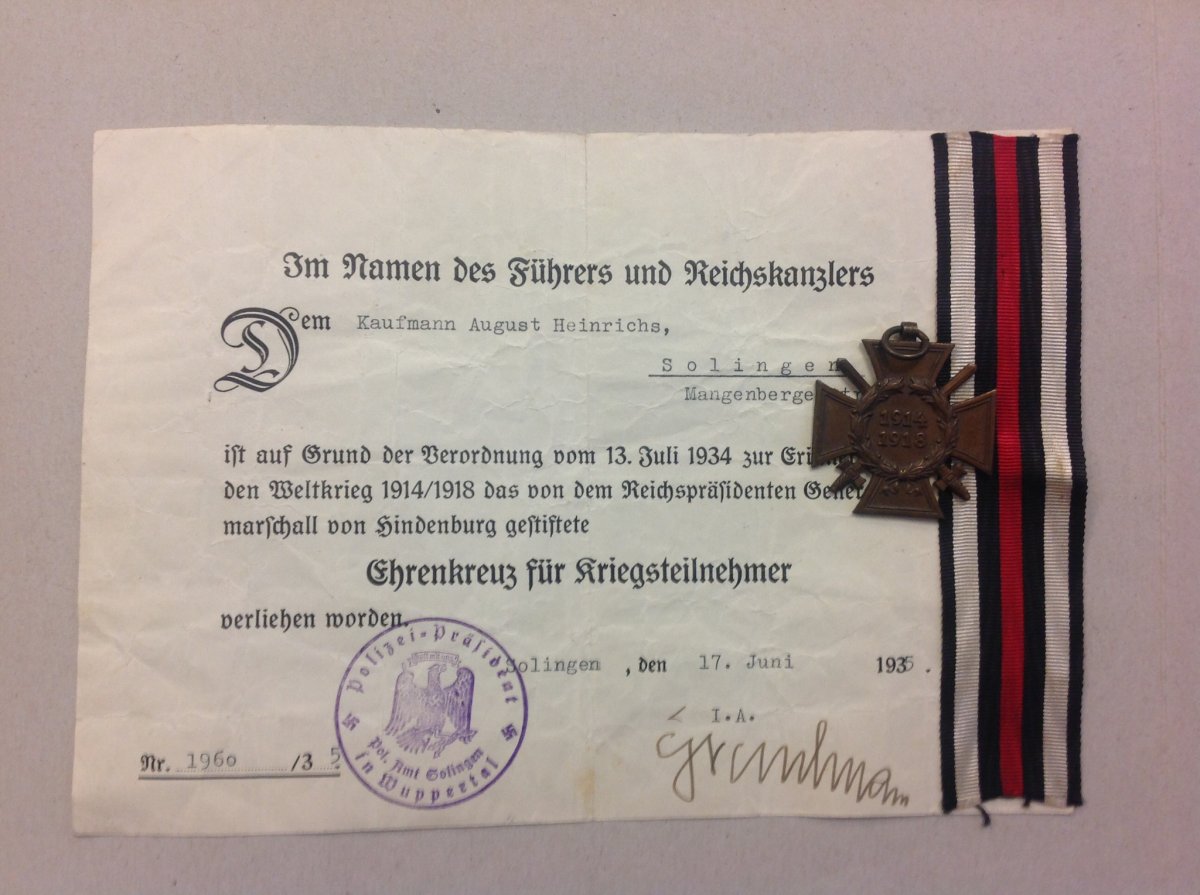 Im Namen des Führers und Reichskanzlers
Dem Kaufmann August Heinrichs,
Solingen
1914
1918
ist auf Grund der Verordnung vom 13. Juli 1934 zur
den Weltkrieg 1914/1918 das von dem Reichspräsidenten
marschall von Hindenburg gestiftete
Ehrenkreuz für Kriegsteilnehmer
verliehen worden.
Solingen, den 17. Juni 1935.
I.A.
Nr. 1960 /35
Polizei-Präsident
in Wuppertal
Pol. Amt Solingen